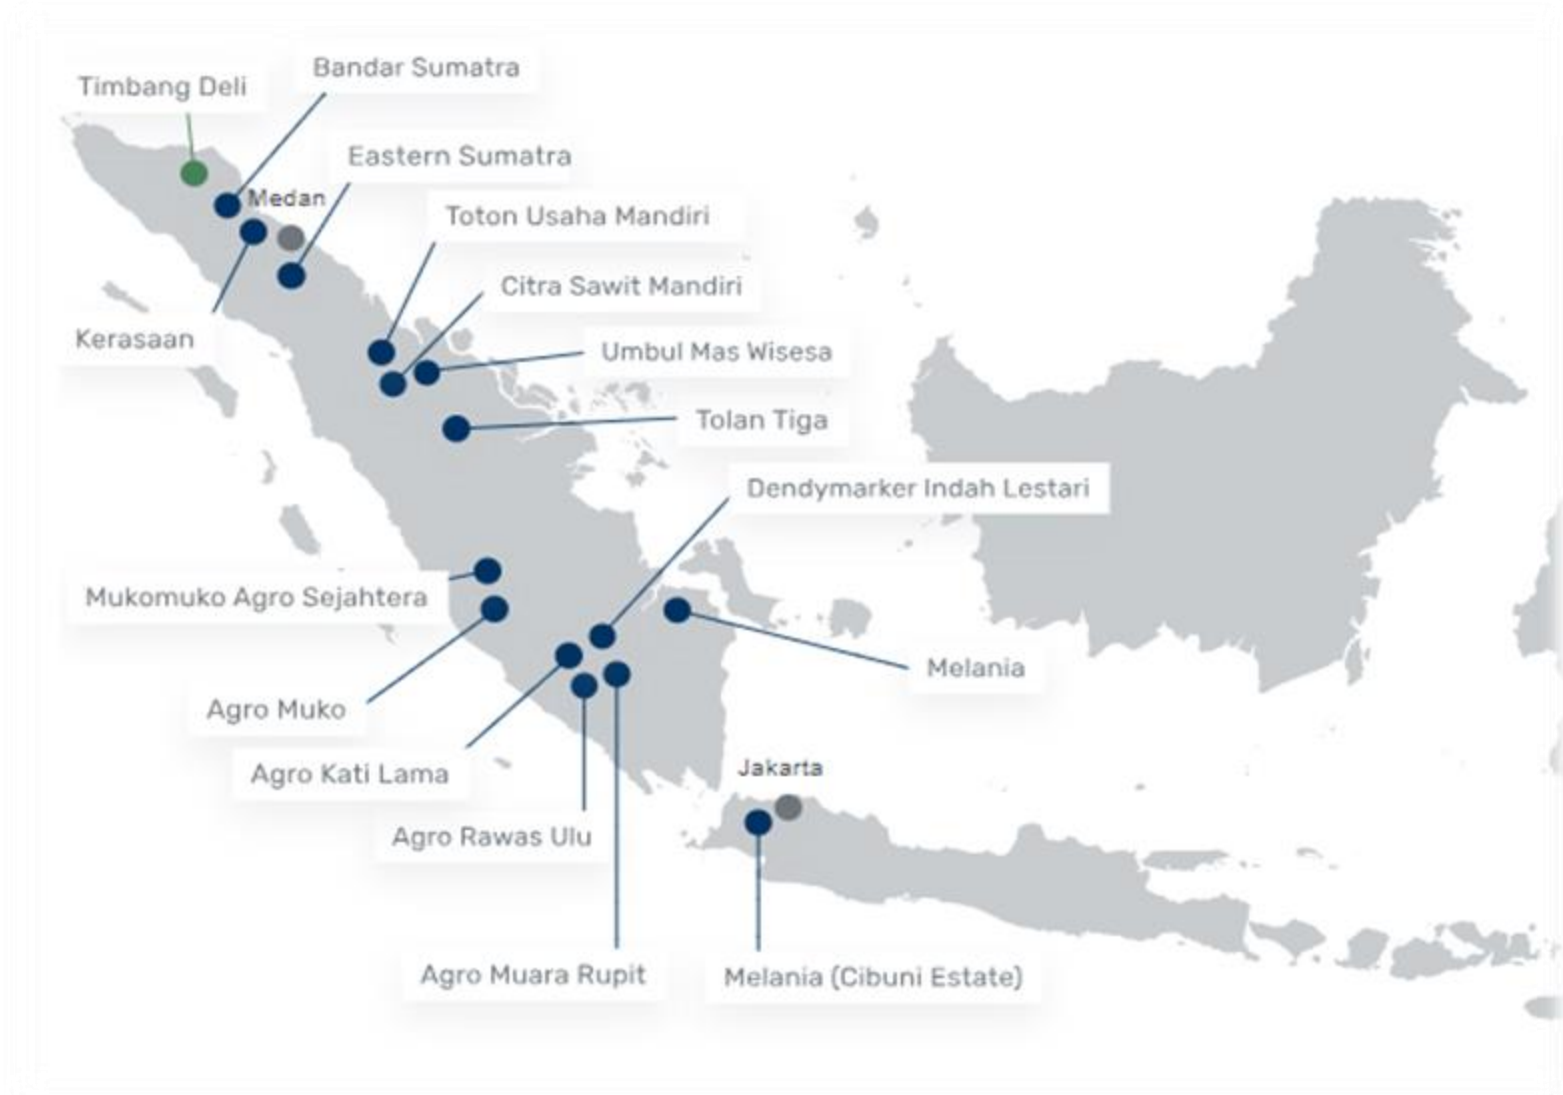 Bandar Sumatra
Timbang Deli
Eastern Sumatra
Medan
Toton Usaha Mandiri
Citra Sawit Mandiri
Kerasaan
Umbul Mas Wisesa
Tolan Tiga
Dendymarker Indah Lestari
Mukomuko Agro Sejahtera
Melania
Agro Muko
Jakarta
Agro Kati Lama
Agro Rawas Ulu
Agro Muara Rupit
Melania (Cibuni Estate)